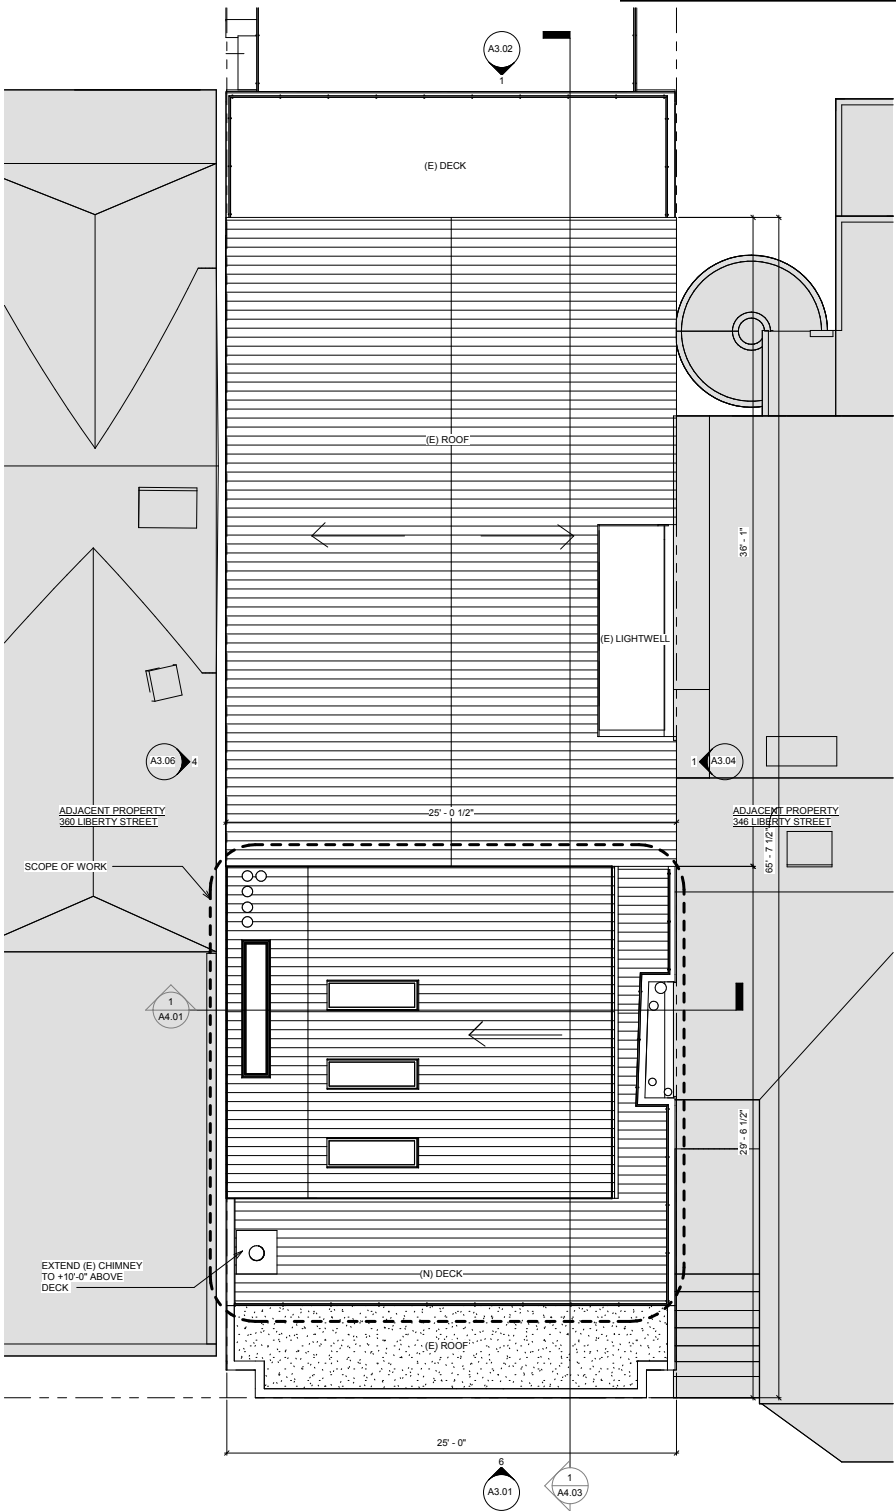 A3.02
1
(E) DECK
(E) ROOF
36' - 1"
(E) LIGHTWELL
A3.06
4
1
A3.04
ADJACENT PROPERTY
360 LIBERTY STREET
25' - 0 1/2"
ADJACENT PROPERTY
346 LIBERTY STREET
65' - 7 1/2"
SCOPE OF WORK
1
A4.01
29' - 6 1/2"
EXTEND (E) CHIMNEY
TO +10'-0" ABOVE
DECK
(N) DECK
(E) ROOF
25' - 0"
6
A3.01
1
A4.03